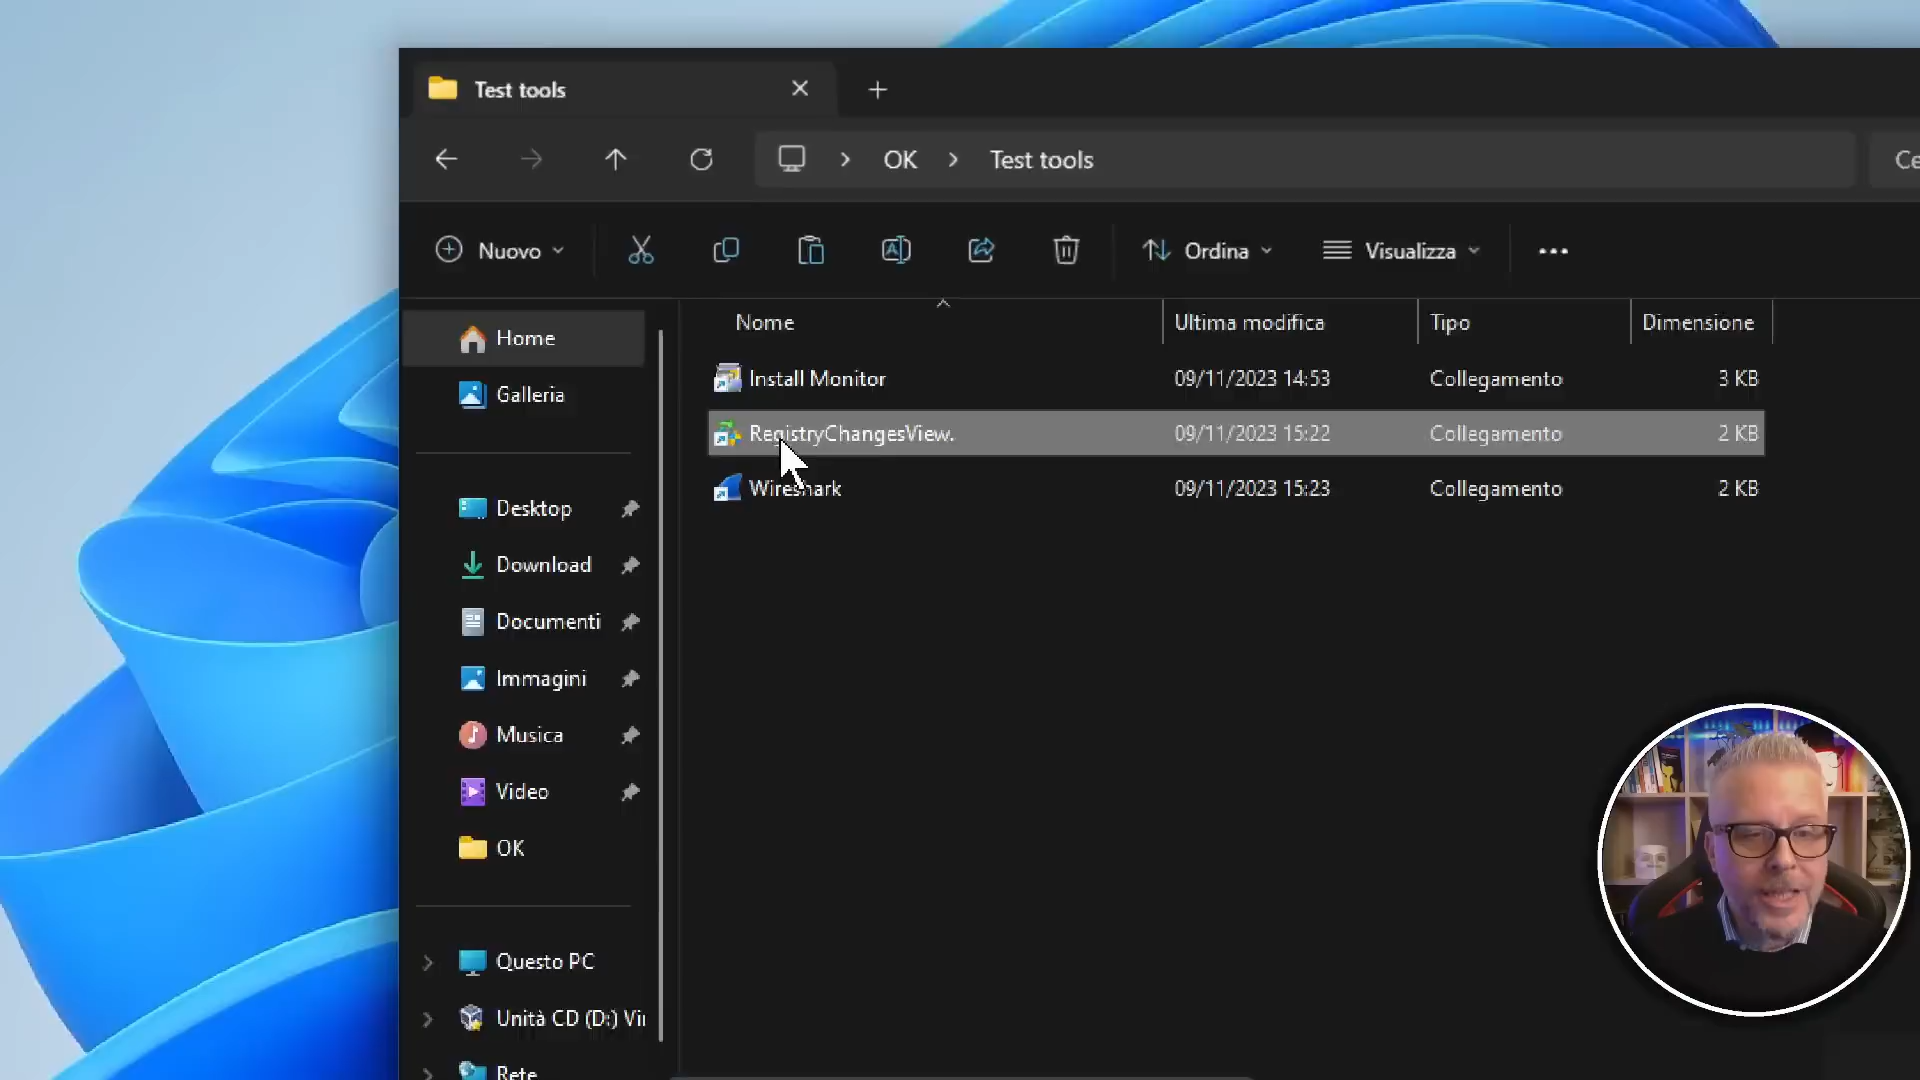 Test tools
OK
Test tools
Ce
Nuovo
Ordina
Visualizza
Home
Galleria
Desktop
Download
Documenti
Immagini
Musica
Video
OK
Questo PC
Unità CD (D:) Vi
Rete
Nome
Ultima modifica
Tipo
Dimensione
Install Monitor
09/11/2023 14:53
Collegamento
3 KB
RegistryChangesView.
09/11/2023 15:22
Collegamento
2 KB
Wireshark
09/11/2023 15:23
Collegamento
2 KB